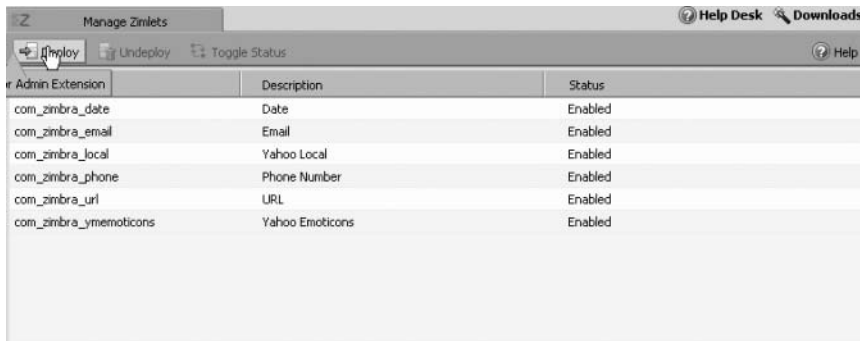 Manage Zimlets
Help Desk Downloads
Deploy Undeploy Toggle Status Help
r Admin Extension Description Status
com_zimbra_date Date Enabled
com_zimbra_email Email Enabled
com_zimbra_local Yahoo Local Enabled
com_zimbra_phone Phone Number Enabled
com_zimbra_url URL Enabled
com_zimbra_ymemoticons Yahoo Emoticons Enabled